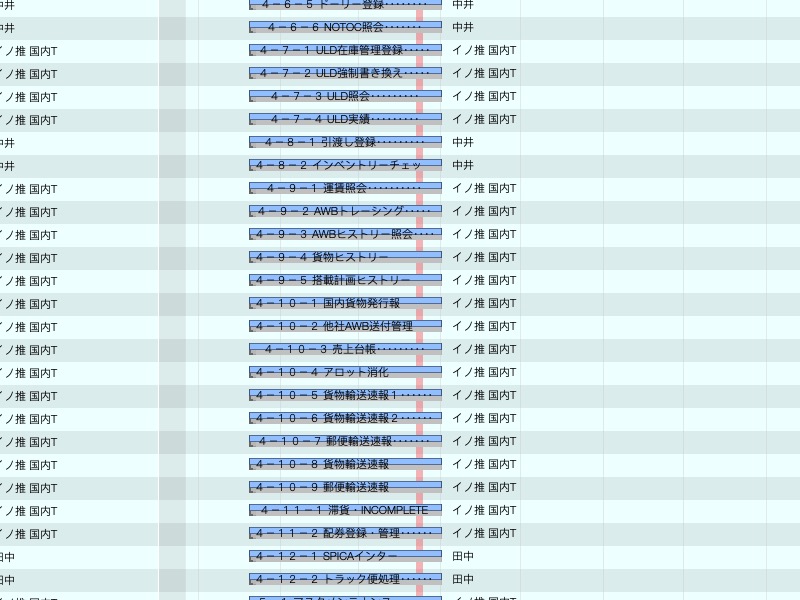 中井 4－6－5 ドーリー登録········ 中井
中井 4－6－6 NOTOC照会········ 中井
イノ推 国内T 4－7－1 ULD在庫管理登録····· イノ推 国内T
イノ推 国内T 4－7－2 ULD強制書き換え····· イノ推 国内T
イノ推 国内T 4－7－3 ULD照会········· イノ推 国内T
イノ推 国内T 4－7－4 ULD実績········· イノ推 国内T
中井 4－8－1 引渡し登録········· 中井
中井 4－8－2 インベントリーチェッ 中井
イノ推 国内T 4－9－1 運賃照会·········· イノ推 国内T
イノ推 国内T 4－9－2 AWBトレーシング····· イノ推 国内T
イノ推 国内T 4－9－3 AWBヒストリー照会···· イノ推 国内T
イノ推 国内T 4－9－4 貨物ヒストリー イノ推 国内T
イノ推 国内T 4－9－5 搭載計画ヒストリー イノ推 国内T
イノ推 国内T 4－10－1 国内貨物発行報 イノ推 国内T
イノ推 国内T 4－10－2 他社AWB送付管理 イノ推 国内T
イノ推 国内T 4－10－3 売上台帳········· イノ推 国内T
イノ推 国内T 4－10－4 アロット消化 イノ推 国内T
イノ推 国内T 4－10－5 貨物輸送速報1······ イノ推 国内T
イノ推 国内T 4－10－6 貨物輸送速報2······ イノ推 国内T
イノ推 国内T 4－10－7 郵便輸送速報······· イノ推 国内T
イノ推 国内T 4－10－8 貨物輸送速報 イノ推 国内T
イノ推 国内T 4－10－9 郵便輸送速報 イノ推 国内T
イノ推 国内T 4－11－1 滞貨・INCOMPLETE イノ推 国内T
イノ推 国内T 4－11－2 配券登録・管理······ イノ推 国内T
田中 4－12－1 SPICAインター 田中
田中 4－12－2 トラック便処理······ 田中